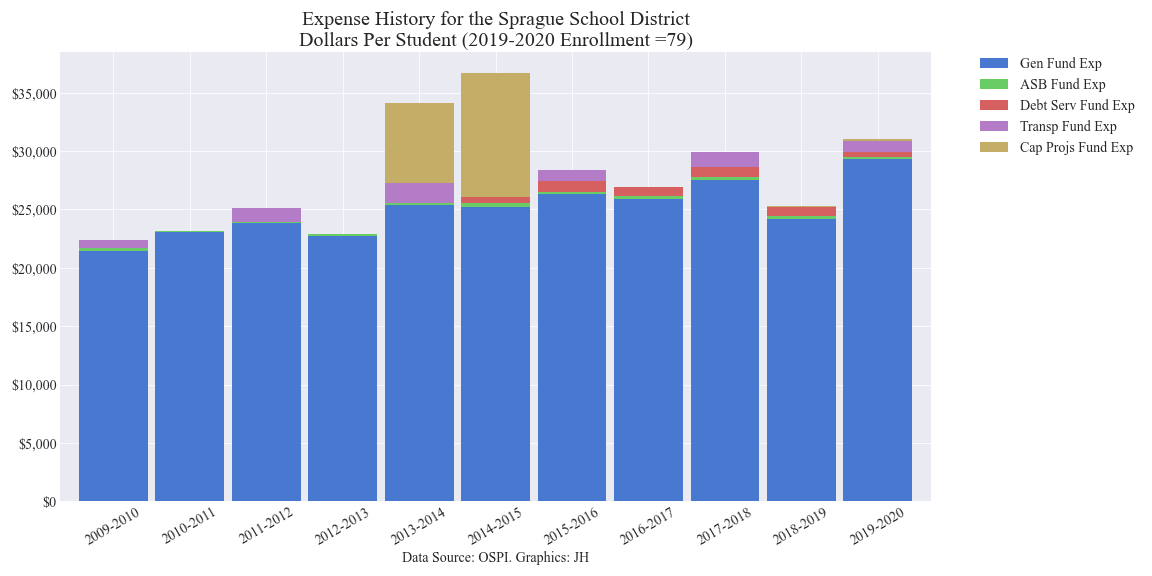 Expense History for the Sprague School District
Dollars Per Student (2019-2020 Enrollment =79)
Gen Fund Exp
ASB Fund Exp
Debt Serv Fund Exp
Transp Fund Exp
Cap Projs Fund Exp
$35,000
$30,000
$25,000
$20,000
$15,000
$10,000
$5,000
$0
2009-2010
2010-2011
2011-2012
2012-2013
2013-2014
2014-2015
2015-2016
2016-2017
2017-2018
2018-2019
2019-2020
Data Source: OSPI. Graphics: JH